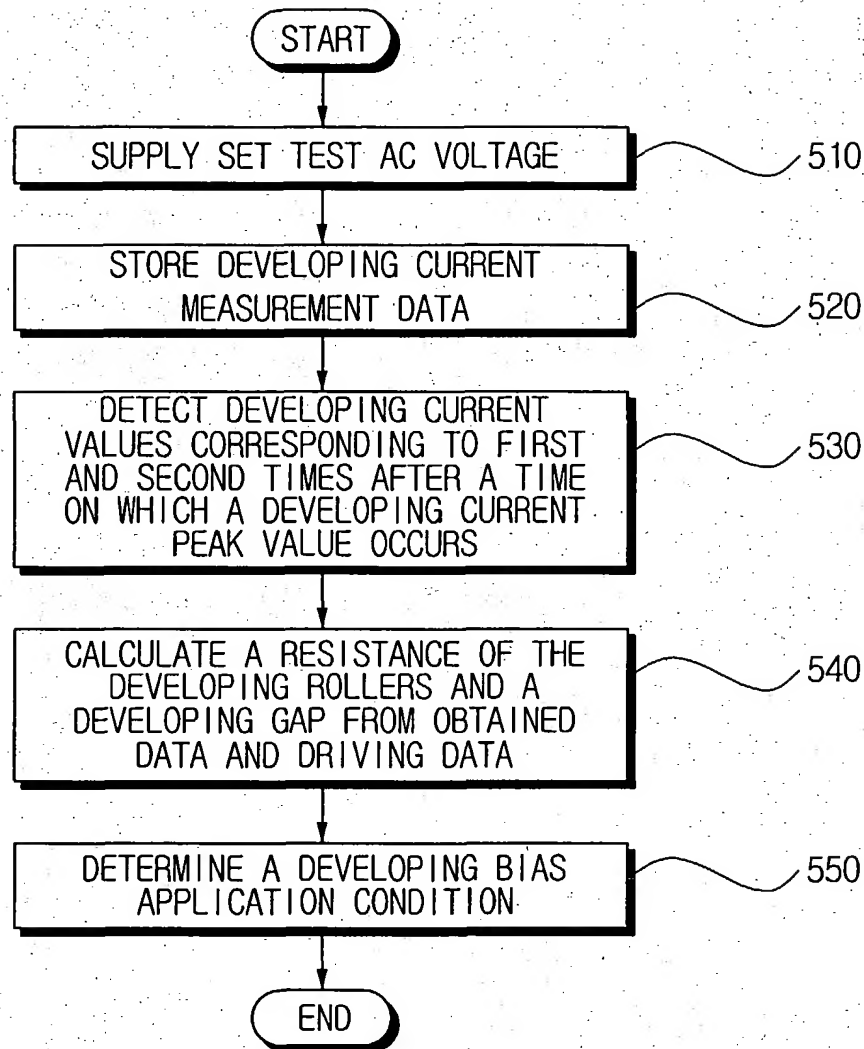 START
SUPPLY SET TEST AC VOLTAGE
510
STORE DEVELOPING CURRENT
MEASUREMENT DATA
520
DETECT DEVELOPING CURRENT
VALUES CORRESPONDING TO FIRST
AND SECOND TIMES AFTER A TIME
ON WHICH A DEVELOPING CURRENT
PEAK VALUE OCCURS
530
CALCULATE A RESISTANCE OF THE
DEVELOPING ROLLERS AND A
DEVELOPING GAP FROM OBTAINED
DATA AND DRIVING DATA
540
DETERMINE A DEVELOPING BIAS
APPLICATION CONDITION
550
END